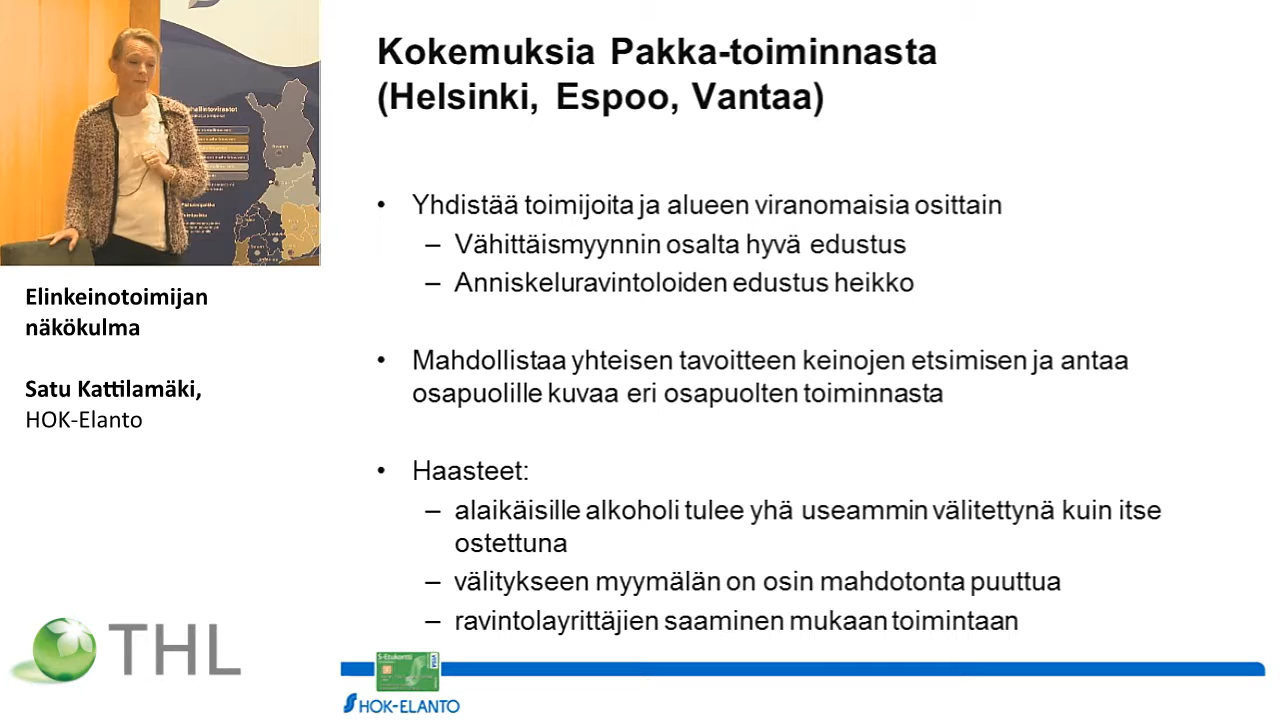 Kokemuksia Pakka-toiminnasta
(Helsinki, Espoo, Vantaa)
• Yhdistää toimijoita ja alueen viranomaisia osittain
– Vähittäismyynnin osalta hyvä edustus
– Anniskeluravintoloiden edustus heikko
• Mahdollistaa yhteisen tavoitteen keinojen etsimisen ja antaa
osapuolille kuvaa eri osapuolten toiminnasta
• Haasteet:
– alaikäisille alkoholi tulee yhä useammin välitettynä kuin itse
ostettuna
– välitykseen myymälän on osin mahdotonta puuttua
– ravintolayrittäjien saaminen mukaan toimintaan
Elinkeinotoimijan
näkökulma
Satu Kattilamäki,
HOK-Elanto
THL
S-Etukortti
VISA
HOK-ELANTO